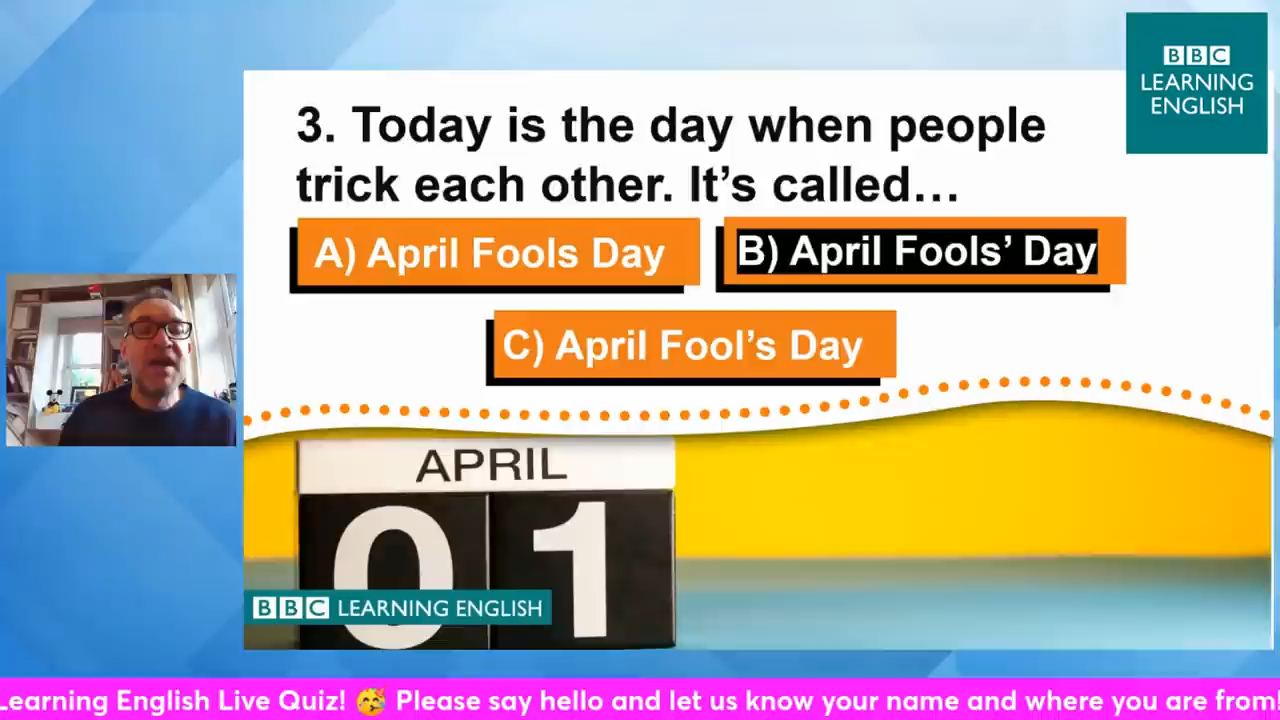 BBC
LEARNING
ENGLISH
3. Today is the day when people
trick each other. It’s called…
A) April Fools Day
B) April Fools’ Day
C) April Fool’s Day
APRIL
01
BBC LEARNING ENGLISH
Learning English Live Quiz! 🥳 Please say hello and let us know your name and where you are from!